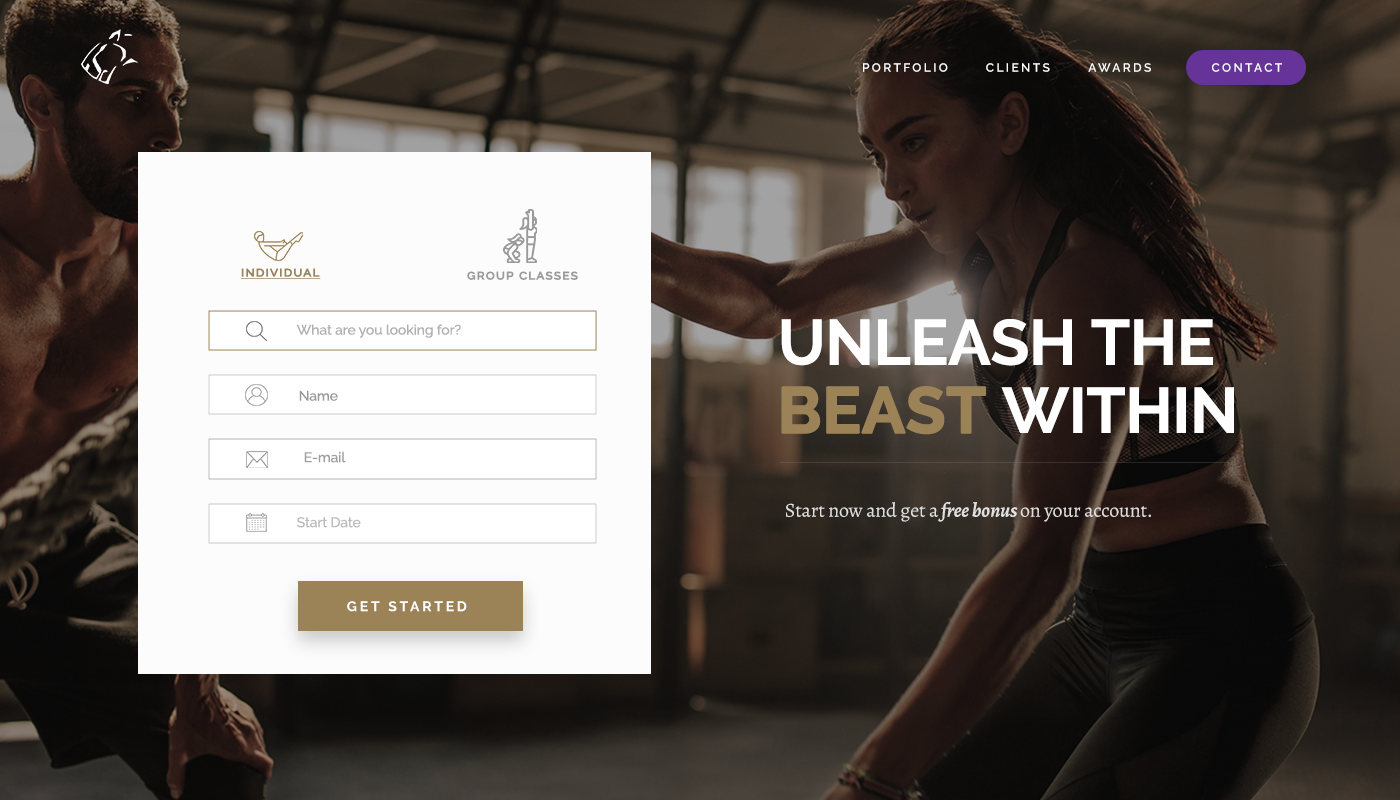 PORTFOLIO
CLIENTS
AWARDS
CONTACT
INDIVIDUAL
GROUP CLASSES
What are you looking for?
Name
E-mail
Start Date
GET STARTED
UNLEASH THE
BEAST WITHIN
Start now and get a free bonus on your account.